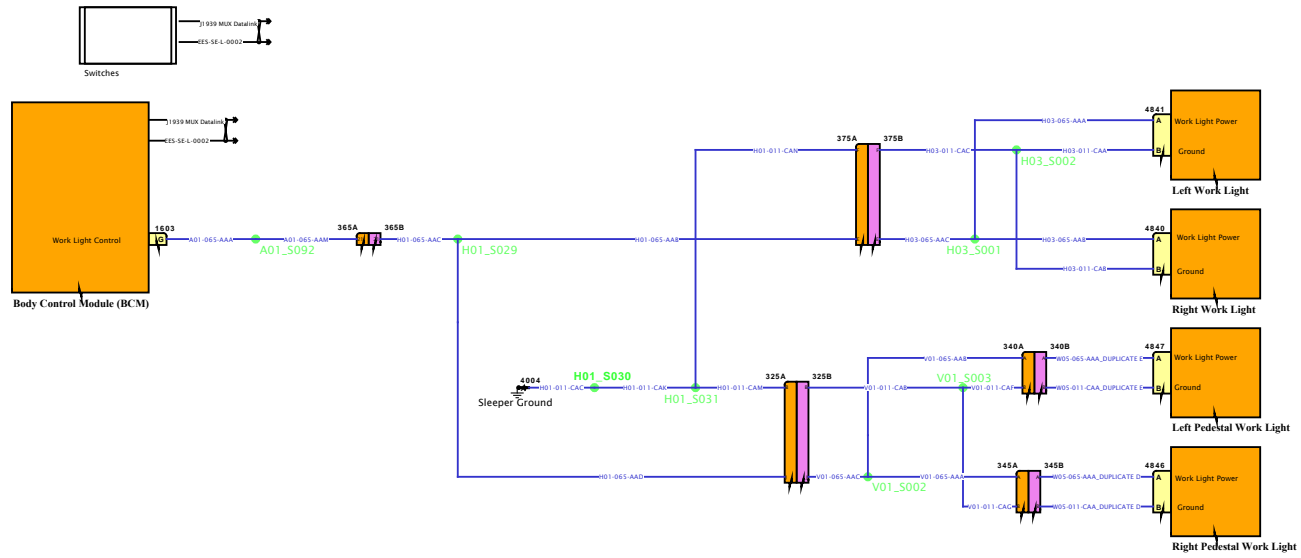 J1939 MUX Datalink
EES-SE-L-0002
Switches
J1939 MUX Datalink
EES-SE-L-0002
1603
Work Light Control
G
Body Control Module (BCM)
A01-065-AAA
A01_S092
A01-065-AAM
365A
365B
H01-065-AAC
H01_S029
H01-065-AAB
H01-065-AAD
4004
Sleeper Ground
H01-011-CAC
H01_S030
H01-011-CAK
H01_S031
H01-011-CAM
H01-011-CAN
375A
375B
H03-011-CAC
H03-065-AAC
H03_S001
H03_S002
H03-065-AAA
H03-011-CAA
H03-065-AAB
H03-011-CAB
325A
325B
V01-011-CAB
V01-065-AAC
V01_S002
V01_S003
V01-065-AAB
V01-011-CAF
V01-065-AAA
V01-011-CAG
340A
340B
W05-065-AAA_DUPLICATE E
W05-011-CAA_DUPLICATE E
345A
345B
W05-065-AAA_DUPLICATE D
W05-011-CAA_DUPLICATE D
4841
A
Work Light Power
B
Ground
Left Work Light
4840
A
Work Light Power
B
Ground
Right Work Light
4847
A
Work Light Power
B
Ground
Left Pedestal Work Light
4846
A
Work Light Power
B
Ground
Right Pedestal Work Light